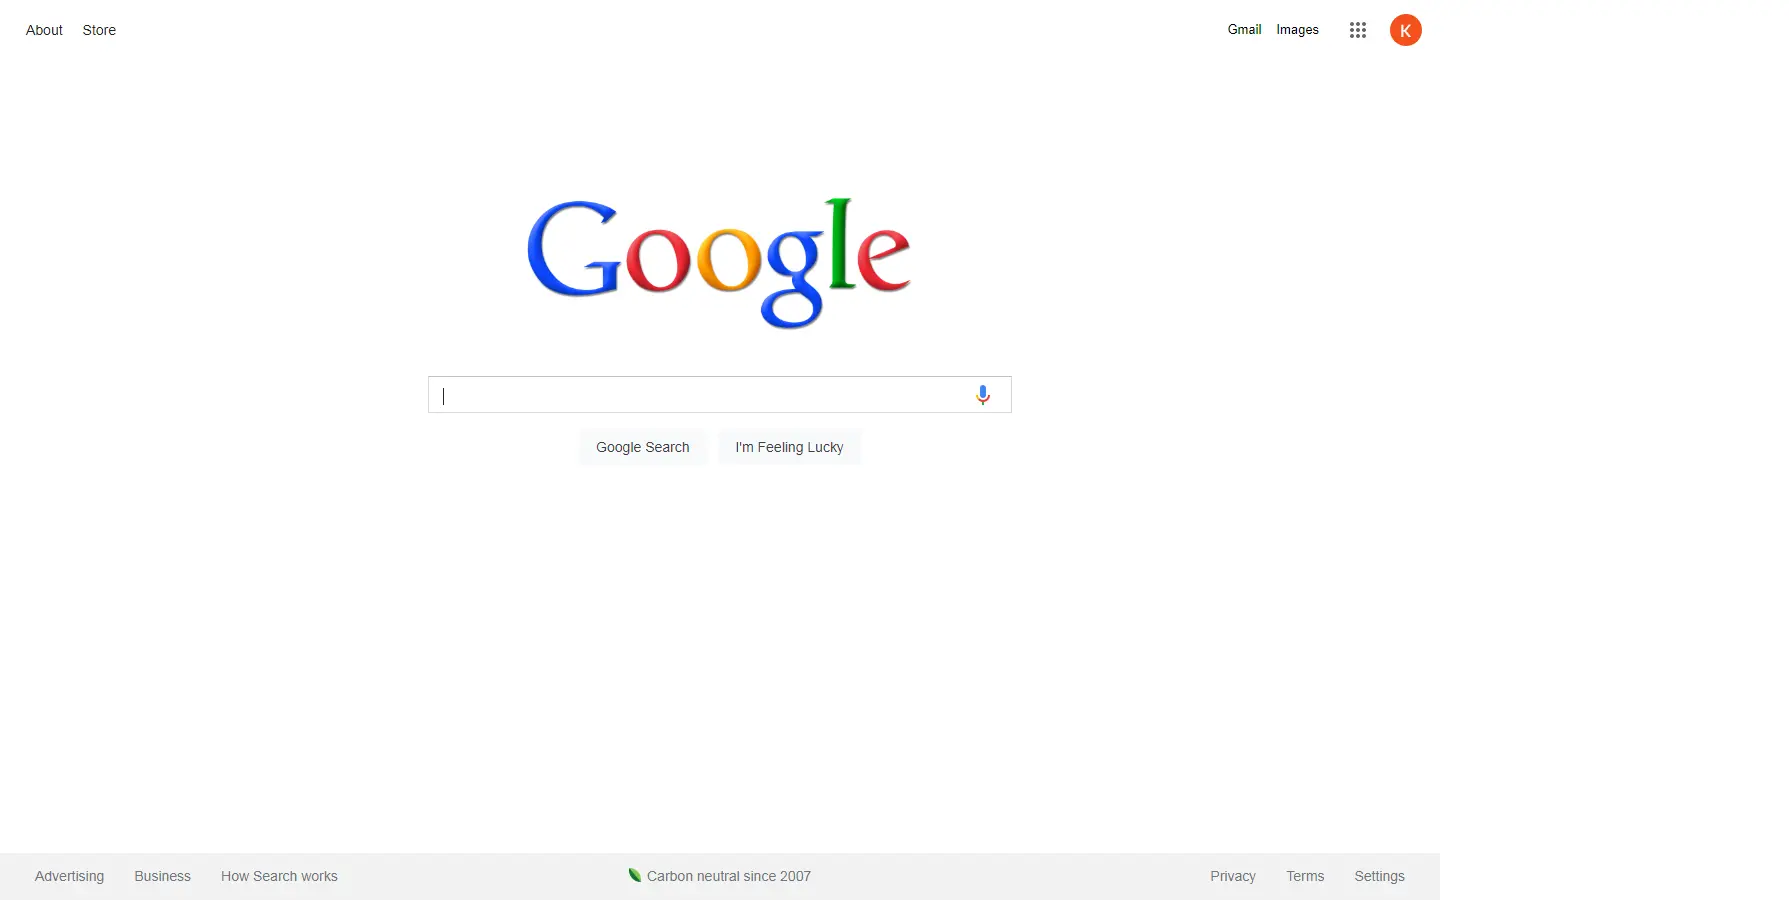 About Store Gmail Images K
Google
Google Search I'm Feeling Lucky
Advertising Business How Search works Carbon neutral since 2007 Privacy Terms Settings